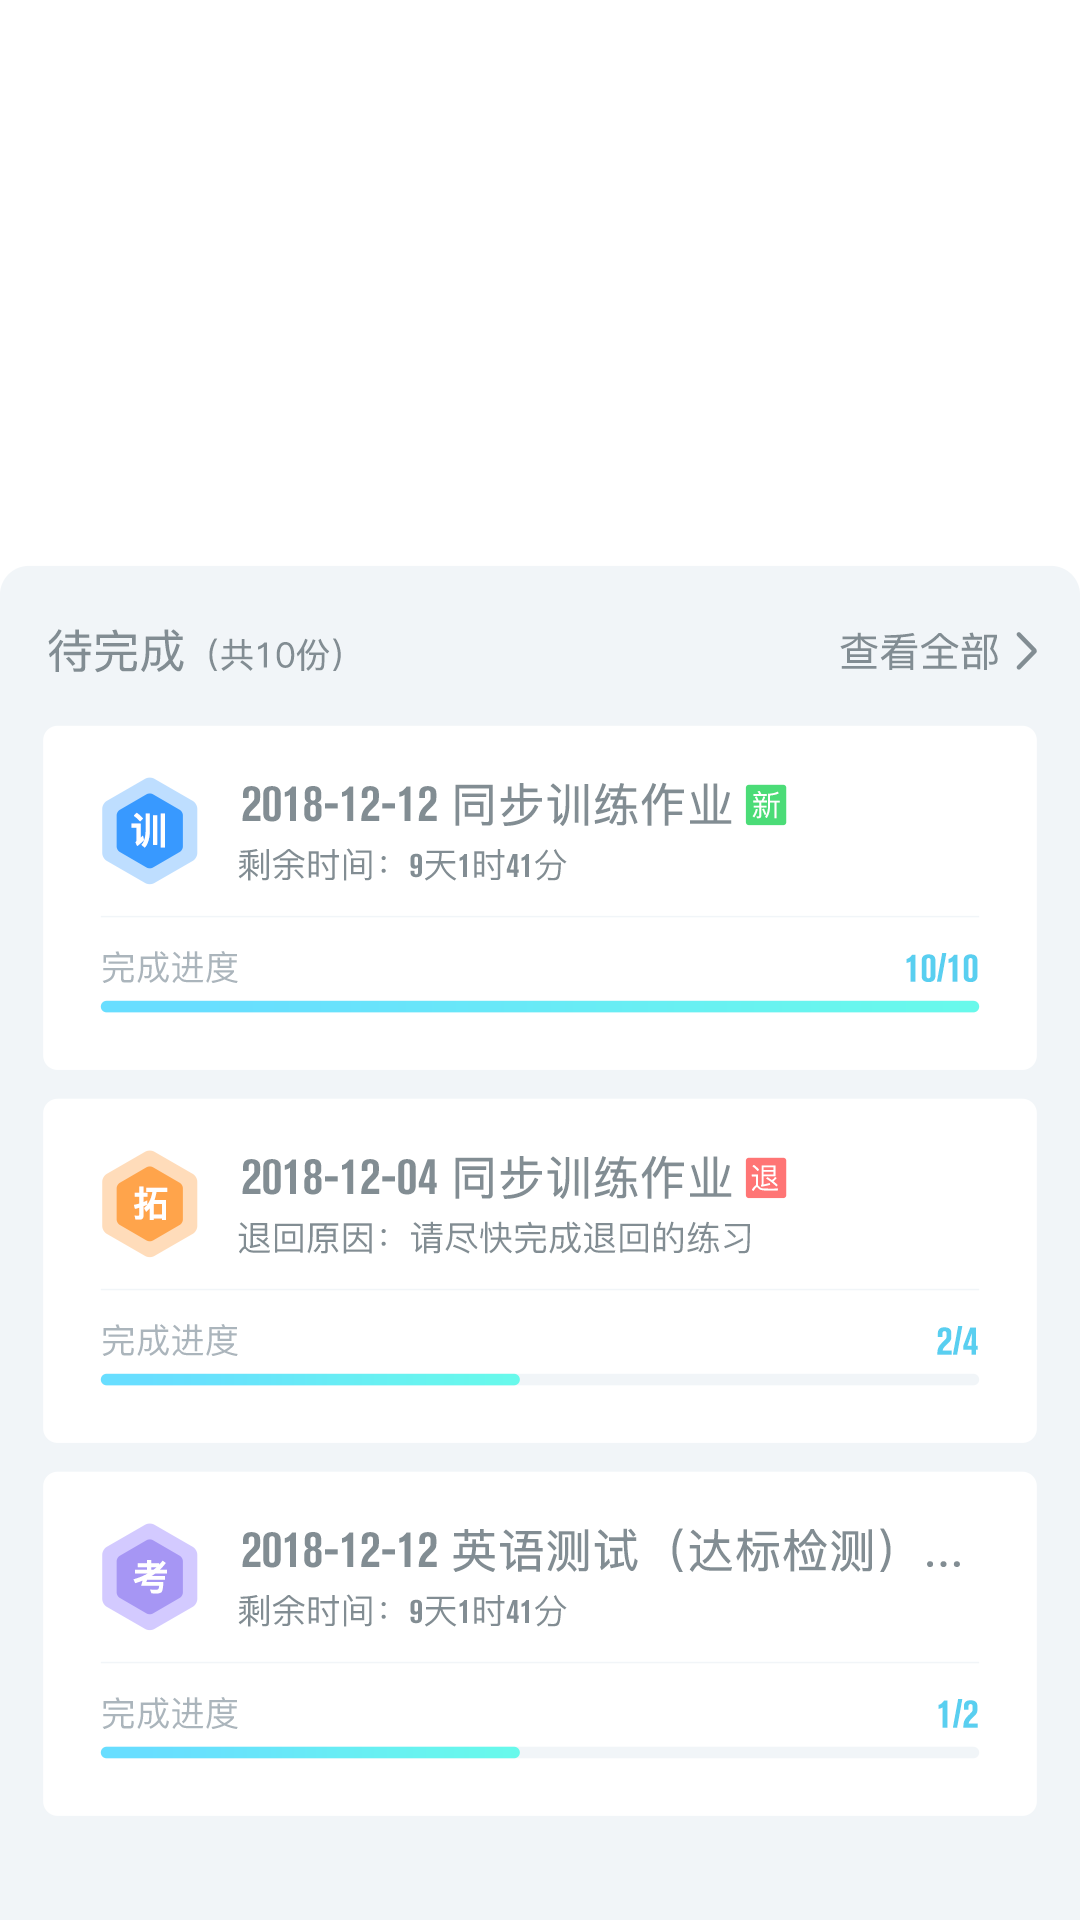 待完成（共10份） 查看全部
训 2018-12-12 同步训练作业 新
剩余时间：9天1时41分
完成进度 10/10
拓 2018-12-04 同步训练作业 退
退回原因：请尽快完成退回的练习
完成进度 2/4
考 2018-12-12 英语测试（达标检测）...
剩余时间：9天1时41分
完成进度 1/2